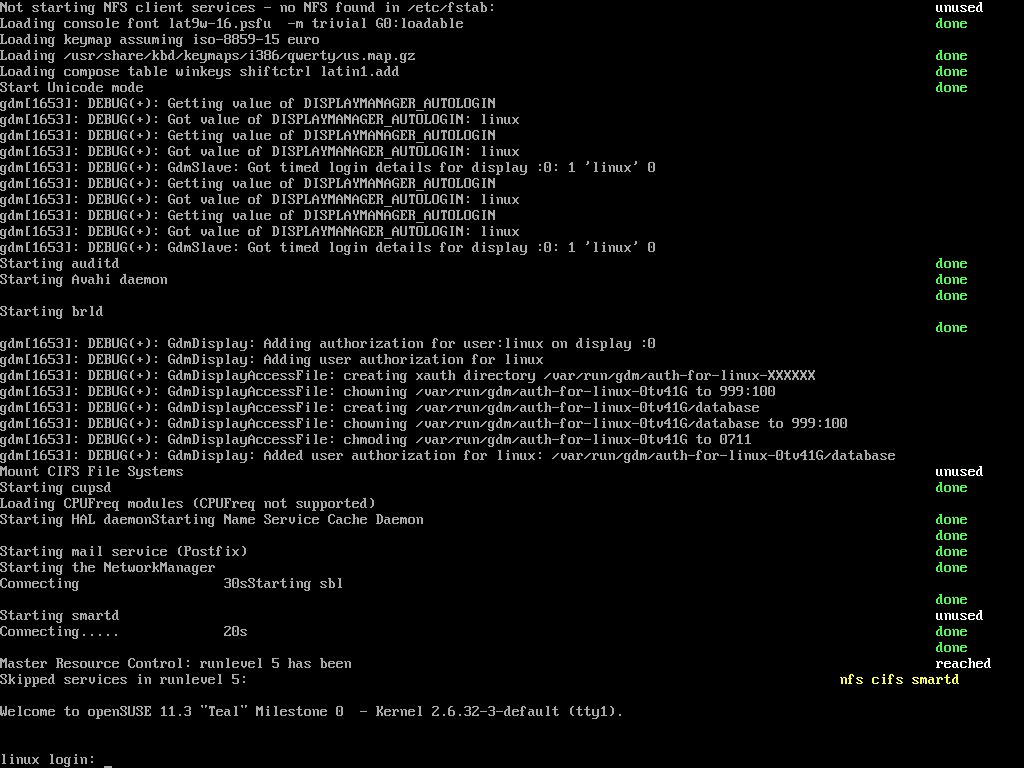 Not starting NFS client services - no NFS found in /etc/fstab: unused
Loading console font lat9w-16.psfu  -m trivial G0:loadable done
Loading keymap assuming iso-8859-15 euro
Loading /usr/share/kbd/keymaps/i386/qwerty/us.map.gz done
Loading compose table winkeys shiftctrl latin1.add done
Start Unicode mode done
gdm[1653]: DEBUG(+): Getting value of DISPLAYMANAGER_AUTOLOGIN
gdm[1653]: DEBUG(+): Got value of DISPLAYMANAGER_AUTOLOGIN: linux
gdm[1653]: DEBUG(+): Getting value of DISPLAYMANAGER_AUTOLOGIN
gdm[1653]: DEBUG(+): Got value of DISPLAYMANAGER_AUTOLOGIN: linux
gdm[1653]: DEBUG(+): GdmSlave: Got timed login details for display :0: 1 'linux' 0
gdm[1653]: DEBUG(+): Getting value of DISPLAYMANAGER_AUTOLOGIN
gdm[1653]: DEBUG(+): Got value of DISPLAYMANAGER_AUTOLOGIN: linux
gdm[1653]: DEBUG(+): Getting value of DISPLAYMANAGER_AUTOLOGIN
gdm[1653]: DEBUG(+): Got value of DISPLAYMANAGER_AUTOLOGIN: linux
gdm[1653]: DEBUG(+): GdmSlave: Got timed login details for display :0: 1 'linux' 0
Starting auditd done
Starting Avahi daemon done
done
Starting brld
done
gdm[1653]: DEBUG(+): GdmDisplay: Adding authorization for user:linux on display :0
gdm[1653]: DEBUG(+): GdmDisplay: Adding user authorization for linux
gdm[1653]: DEBUG(+): GdmDisplayAccessFile: creating xauth directory /var/run/gdm/auth-for-linux-XXXXXX
gdm[1653]: DEBUG(+): GdmDisplayAccessFile: chowning /var/run/gdm/auth-for-linux-0tv41G to 999:100
gdm[1653]: DEBUG(+): GdmDisplayAccessFile: creating /var/run/gdm/auth-for-linux-0tv41G/database
gdm[1653]: DEBUG(+): GdmDisplayAccessFile: chowning /var/run/gdm/auth-for-linux-0tv41G/database to 999:100
gdm[1653]: DEBUG(+): GdmDisplayAccessFile: chmoding /var/run/gdm/auth-for-linux-0tv41G to 0711
gdm[1653]: DEBUG(+): GdmDisplay: Added user authorization for linux: /var/run/gdm/auth-for-linux-0tv41G/database
Mount CIFS File Systems unused
Starting cupsd done
Loading CPUFreq modules (CPUFreq not supported)
Starting HAL daemonStarting Name Service Cache Daemon done
done
Starting mail service (Postfix) done
Starting the NetworkManager done
Connecting 30sStarting sbl
done
Starting smartd unused
Connecting..... 20s done
done
Master Resource Control: runlevel 5 has been reached
Skipped services in runlevel 5: nfs cifs smartd
Welcome to openSUSE 11.3 "Teal" Milestone 0  - Kernel 2.6.32-3-default (tty1).
linux login: _